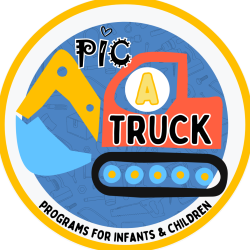 PIC
A
TRUCK
PROGRAMS FOR INFANTS & CHILDREN